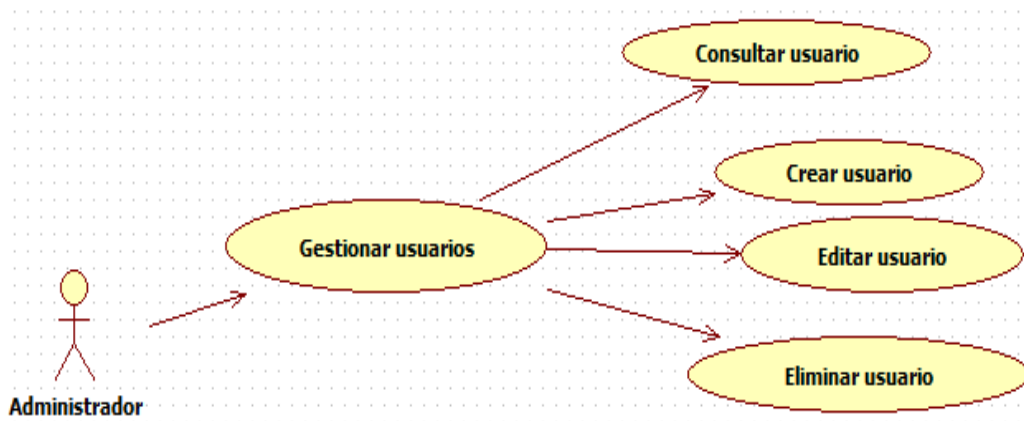 Consultar usuario
Crear usuario
Gestionar usuarios
Editar usuario
Eliminar usuario
Administrador